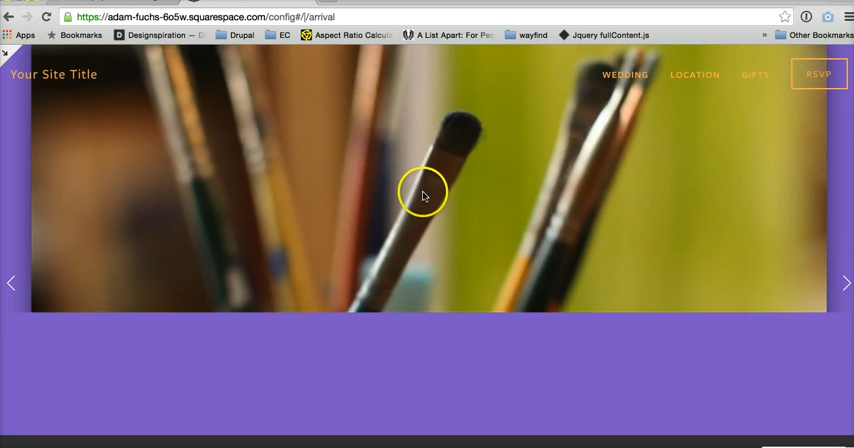 https://adam-fuchs-6o5w.squarespace.com/config#/|/arrival
Apps Bookmarks Designspiration — D Drupal EC Aspect Ratio Calcula A List Apart: For Peo wayfind Jquery fullContent.js » Other Bookmarks
Your Site Title WEDDING LOCATION GIFTS RSVP